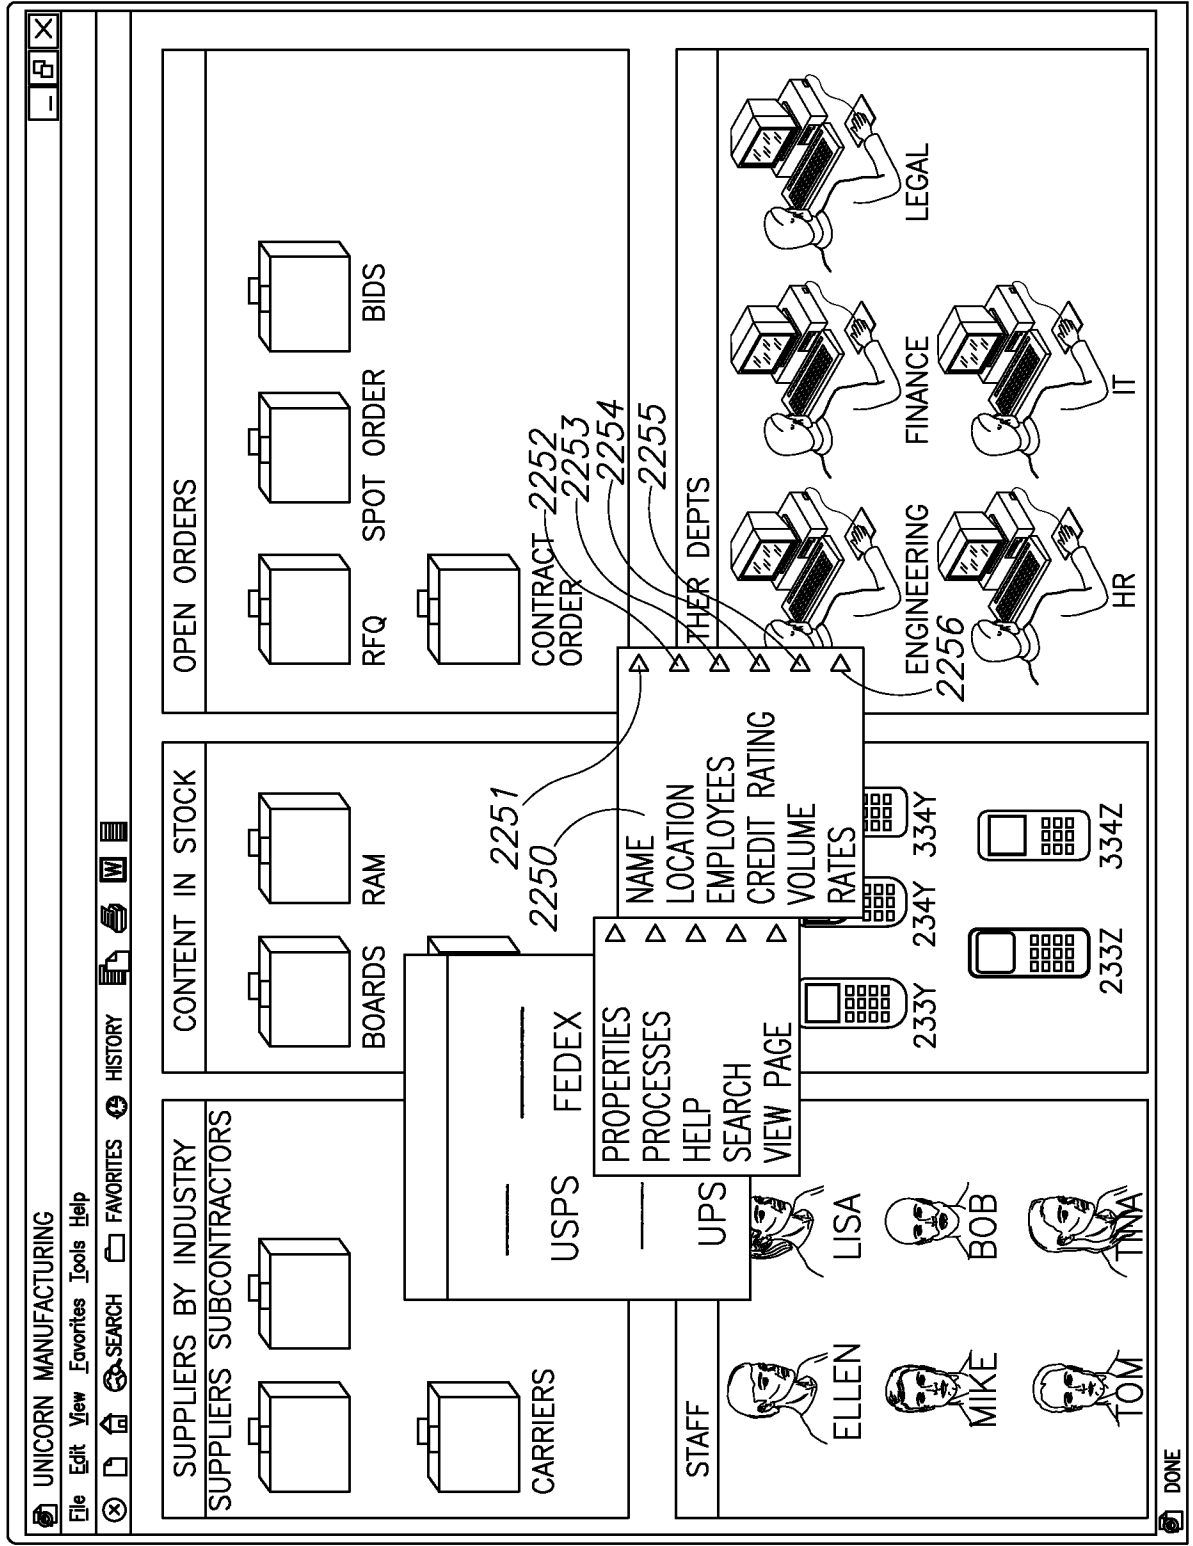 UNICORN MANUFACTURING
File Edit View Favorites Tools Help
SEARCH FAVORITES HISTORY W
SUPPLIERS BY INDUSTRY
SUPPLIERS SUBCONTRACTORS
CARRIERS
CONTENT IN STOCK
BOARDS RAM
OPEN ORDERS
RFQ SPOT ORDER BIDS
CONTRACT
ORDER
USPS FEDEX
UPS
PROPERTIES
PROCESSES
HELP
SEARCH
VIEW PAGE
2250
2251
2252
2253
2254
2255
2256
NAME
LOCATION
EMPLOYEES
CREDIT RATING
VOLUME
RATES
STAFF
ELLEN LISA
MIKE BOB
TOM TINA
233Y 234Y 334Y
233Z 334Z
THER DEPTS
ENGINEERING FINANCE LEGAL
HR IT
DONE